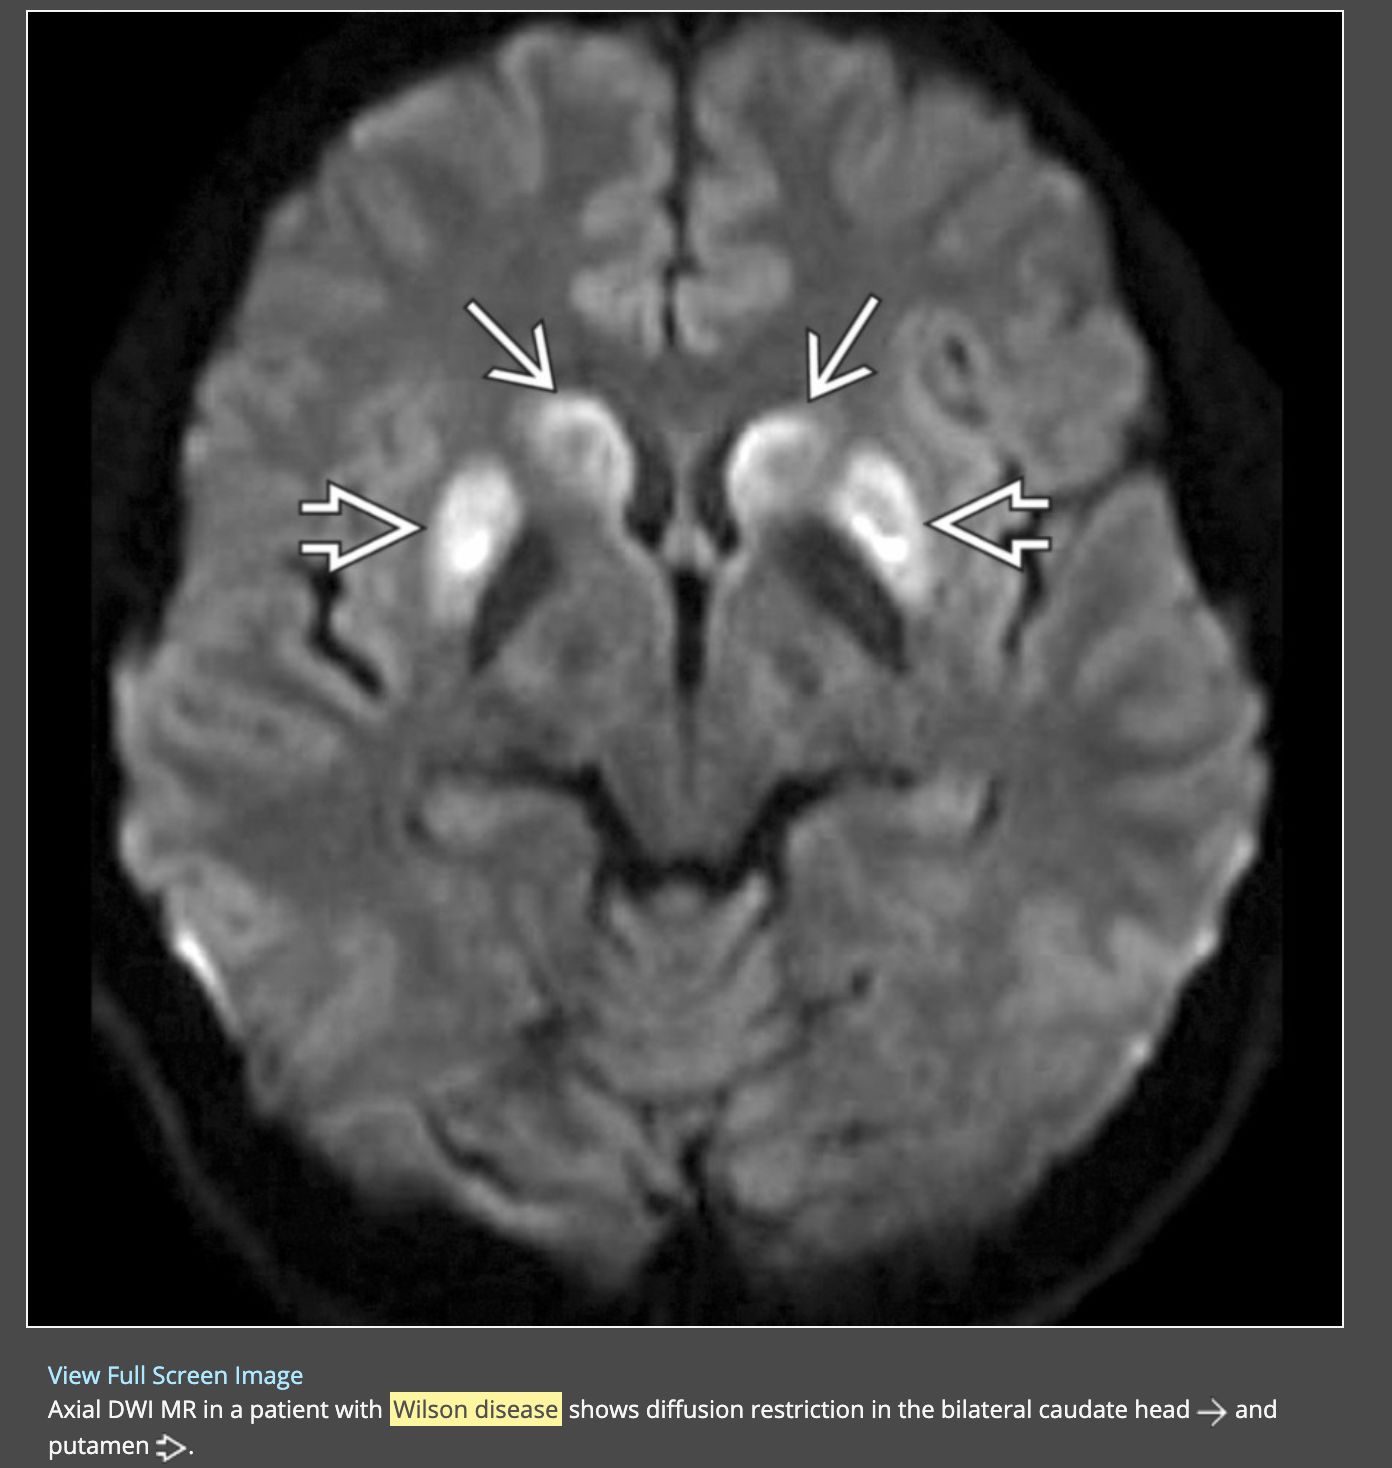 View Full Screen Image
Axial DWI MR in a patient with Wilson disease shows diffusion restriction in the bilateral caudate head → and
putamen ⇨.